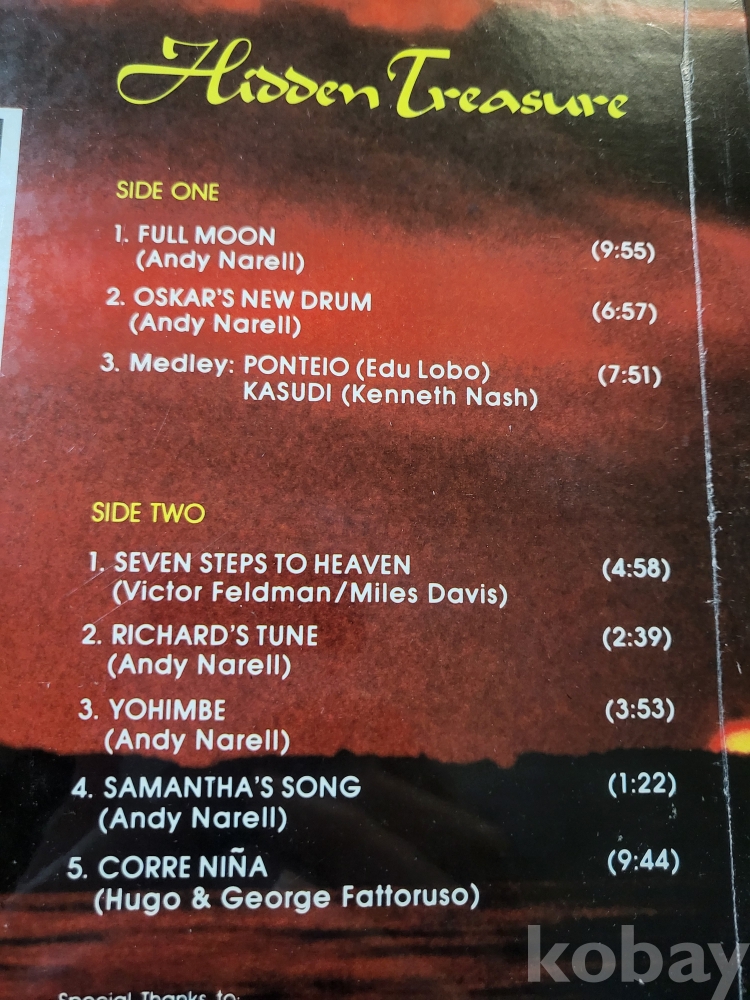 Hidden Treasure
SIDE ONE
1. FULL MOON (9:55)
(Andy Narell)
2. OSKAR'S NEW DRUM (6:57)
(Andy Narell)
3. Medley: PONTEIO (Edu Lobo) (7:51)
KASUDI (Kenneth Nash)
SIDE TWO
1. SEVEN STEPS TO HEAVEN (4:58)
(Victor Feldman/Miles Davis)
2. RICHARD'S TUNE (2:39)
(Andy Narell)
3. YOHIMBE (3:53)
(Andy Narell)
4. SAMANTHA'S SONG (1:22)
(Andy Narell)
5. CORRE NIÑA (9:44)
(Hugo & George Fattoruso)
Special Thanks to:
kobay